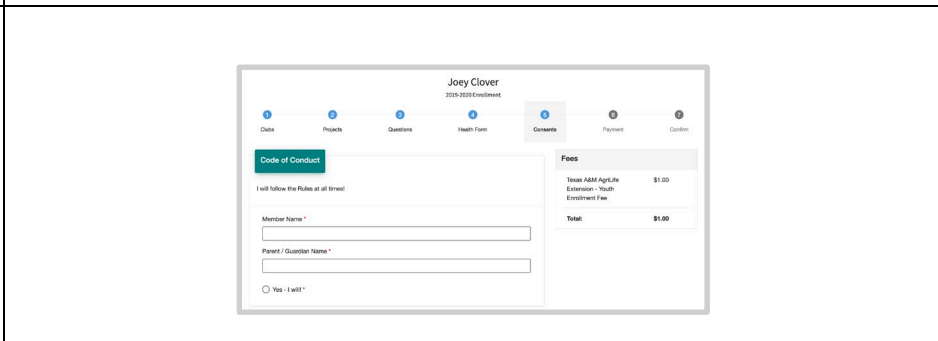 Joey Clover
2019-2020 Enrollment
1 2 3 4 5 6 7
Clubs Projects Questions Health Form Consents Payment Confirm
Code of Conduct
I will follow the Rules at all times!
Member Name *
Parent / Guardian Name *
Yes - I will! *
Fees
Texas A&M AgriLife $1.00
Extension - Youth
Enrollment Fee
Total: $1.00